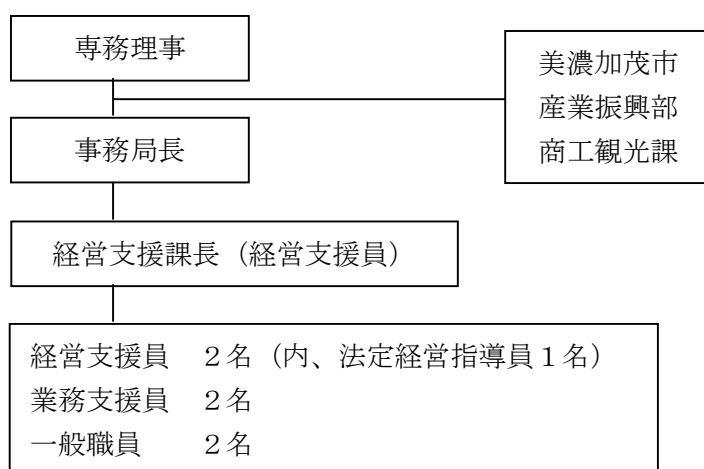 専務理事
美濃加茂市
産業振興部
商工観光課
事務局長
経営支援課長（経営支援員）
経営支援員　２名（内、法定経営指導員１名）
業務支援員　２名
一般職員　　２名